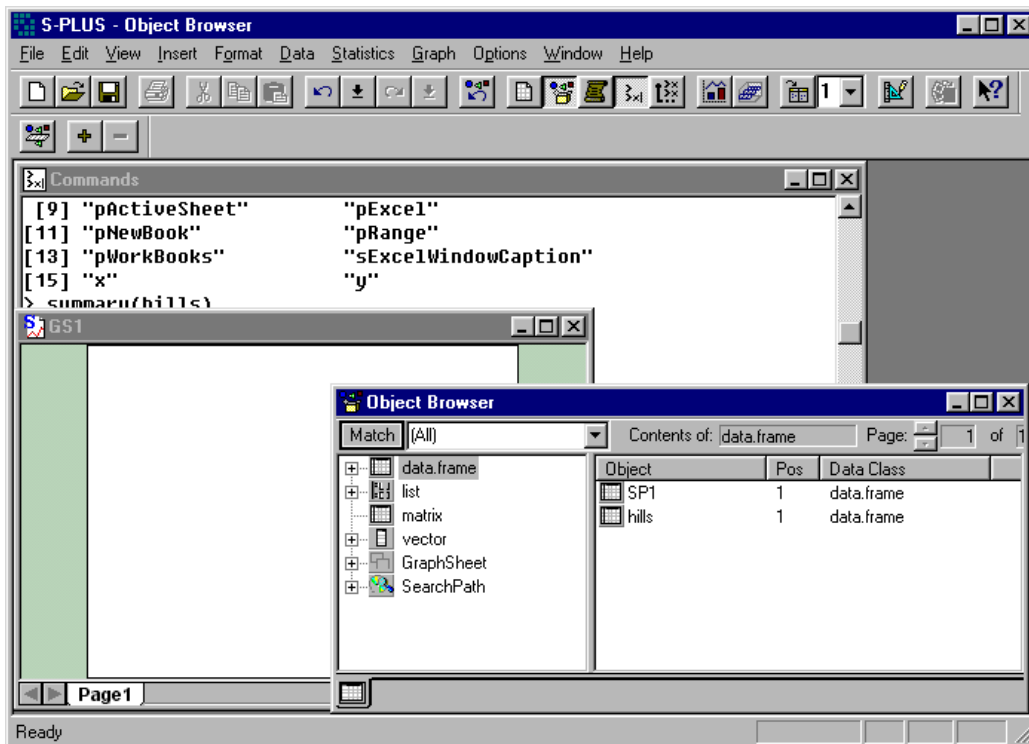 S-PLUS - Object Browser
File Edit View Insert Format Data Statistics Graph Options Window Help
1
Commands
[9] "pActiveSheet" "pExcel"
[11] "pNewBook" "pRange"
[13] "pWorkBooks" "sExcelWindowCaption"
[15] "x" "y"
> summary(hills)
GS1
Page1
Object Browser
Match (All) Contents of: data.frame Page: 1 of 1
data.frame
list
matrix
vector
GraphSheet
SearchPath
Object Pos Data Class
SP1 1 data.frame
hills 1 data.frame
Ready